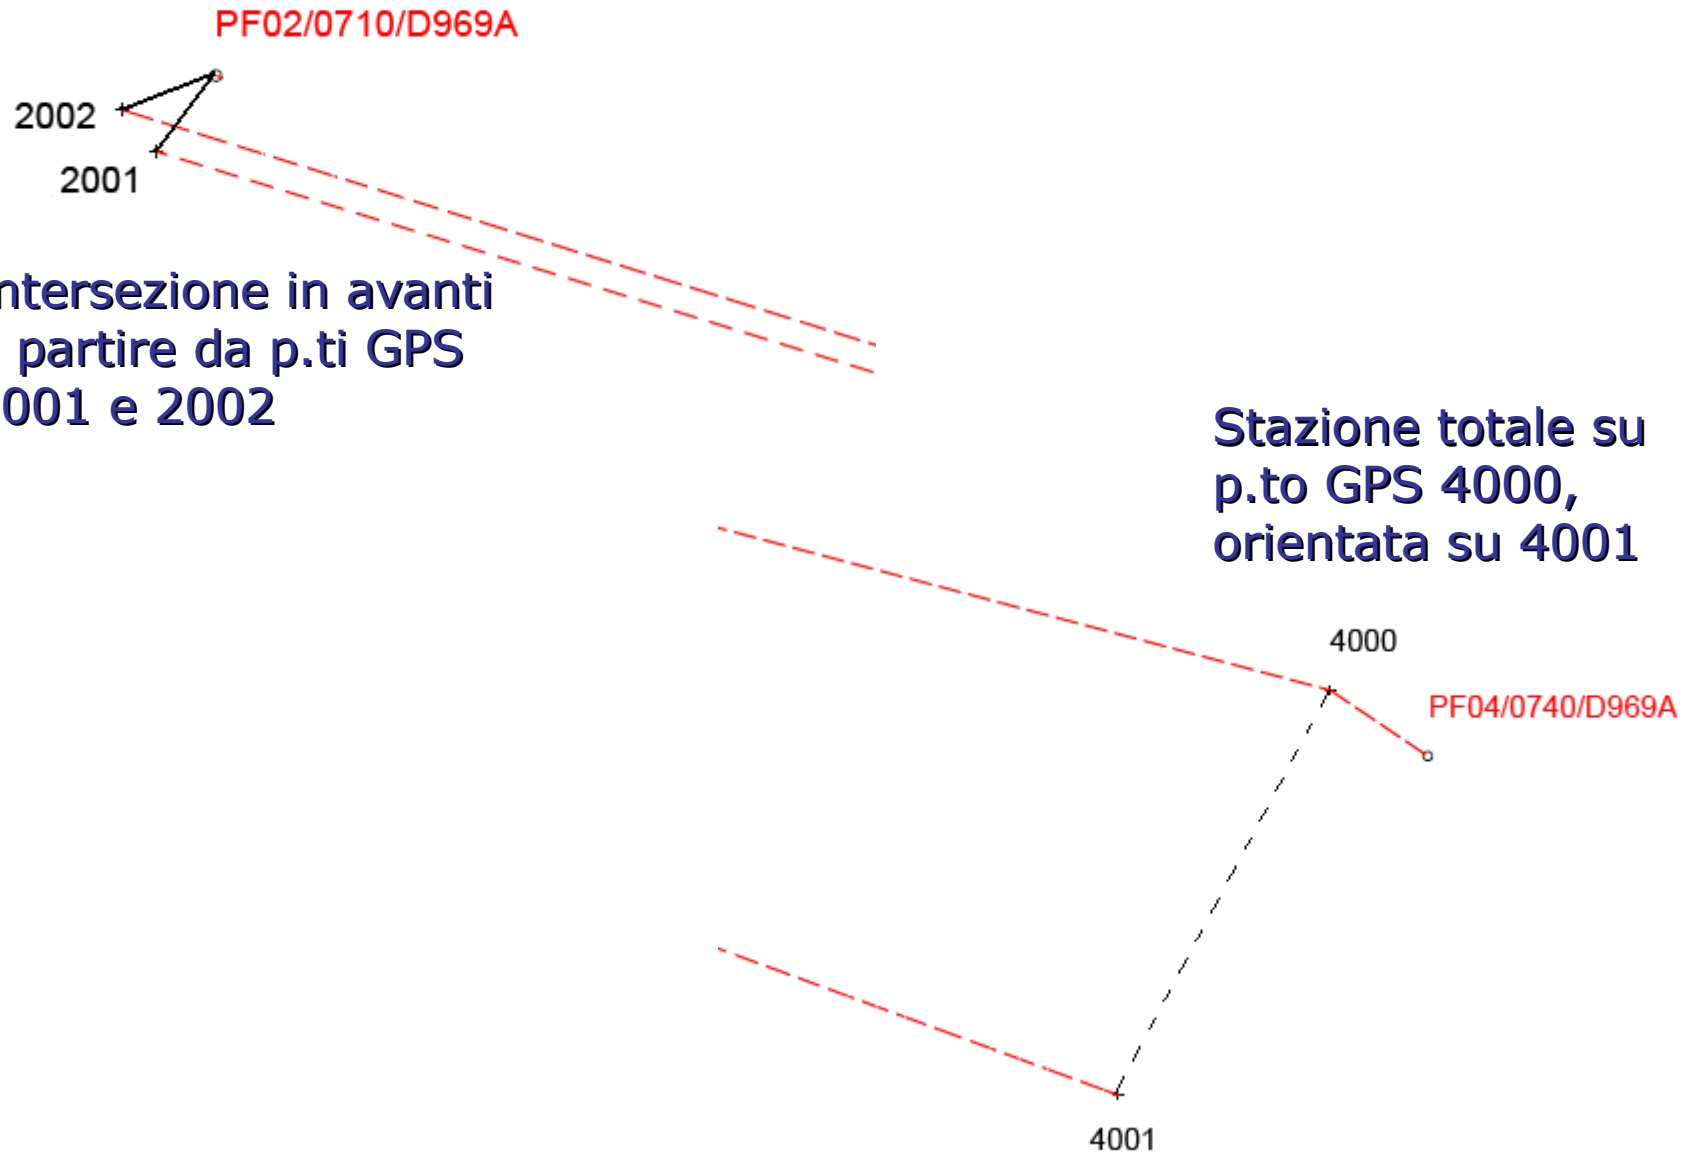 PF02/0710/D969A
2002
2001
ntersezione in avanti
partire da p.ti GPS
001 e 2002
Stazione totale su
p.to GPS 4000,
orientata su 4001
4000
PF04/0740/D969A
4001